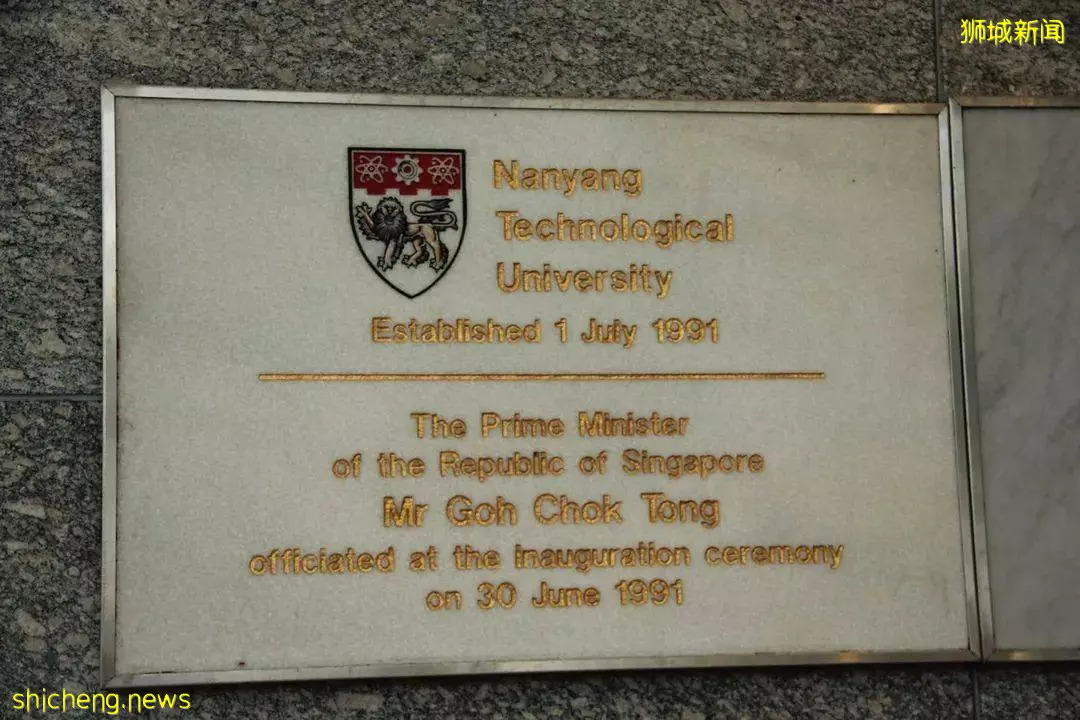 狮城新闻
Nanyang
Technological
University
Established 1 July 1991
The Prime Minister
of the Republic of Singapore
Mr Goh Chok Tong
officiated at the inauguration ceremony
on 30 June 1991
shicheng.news